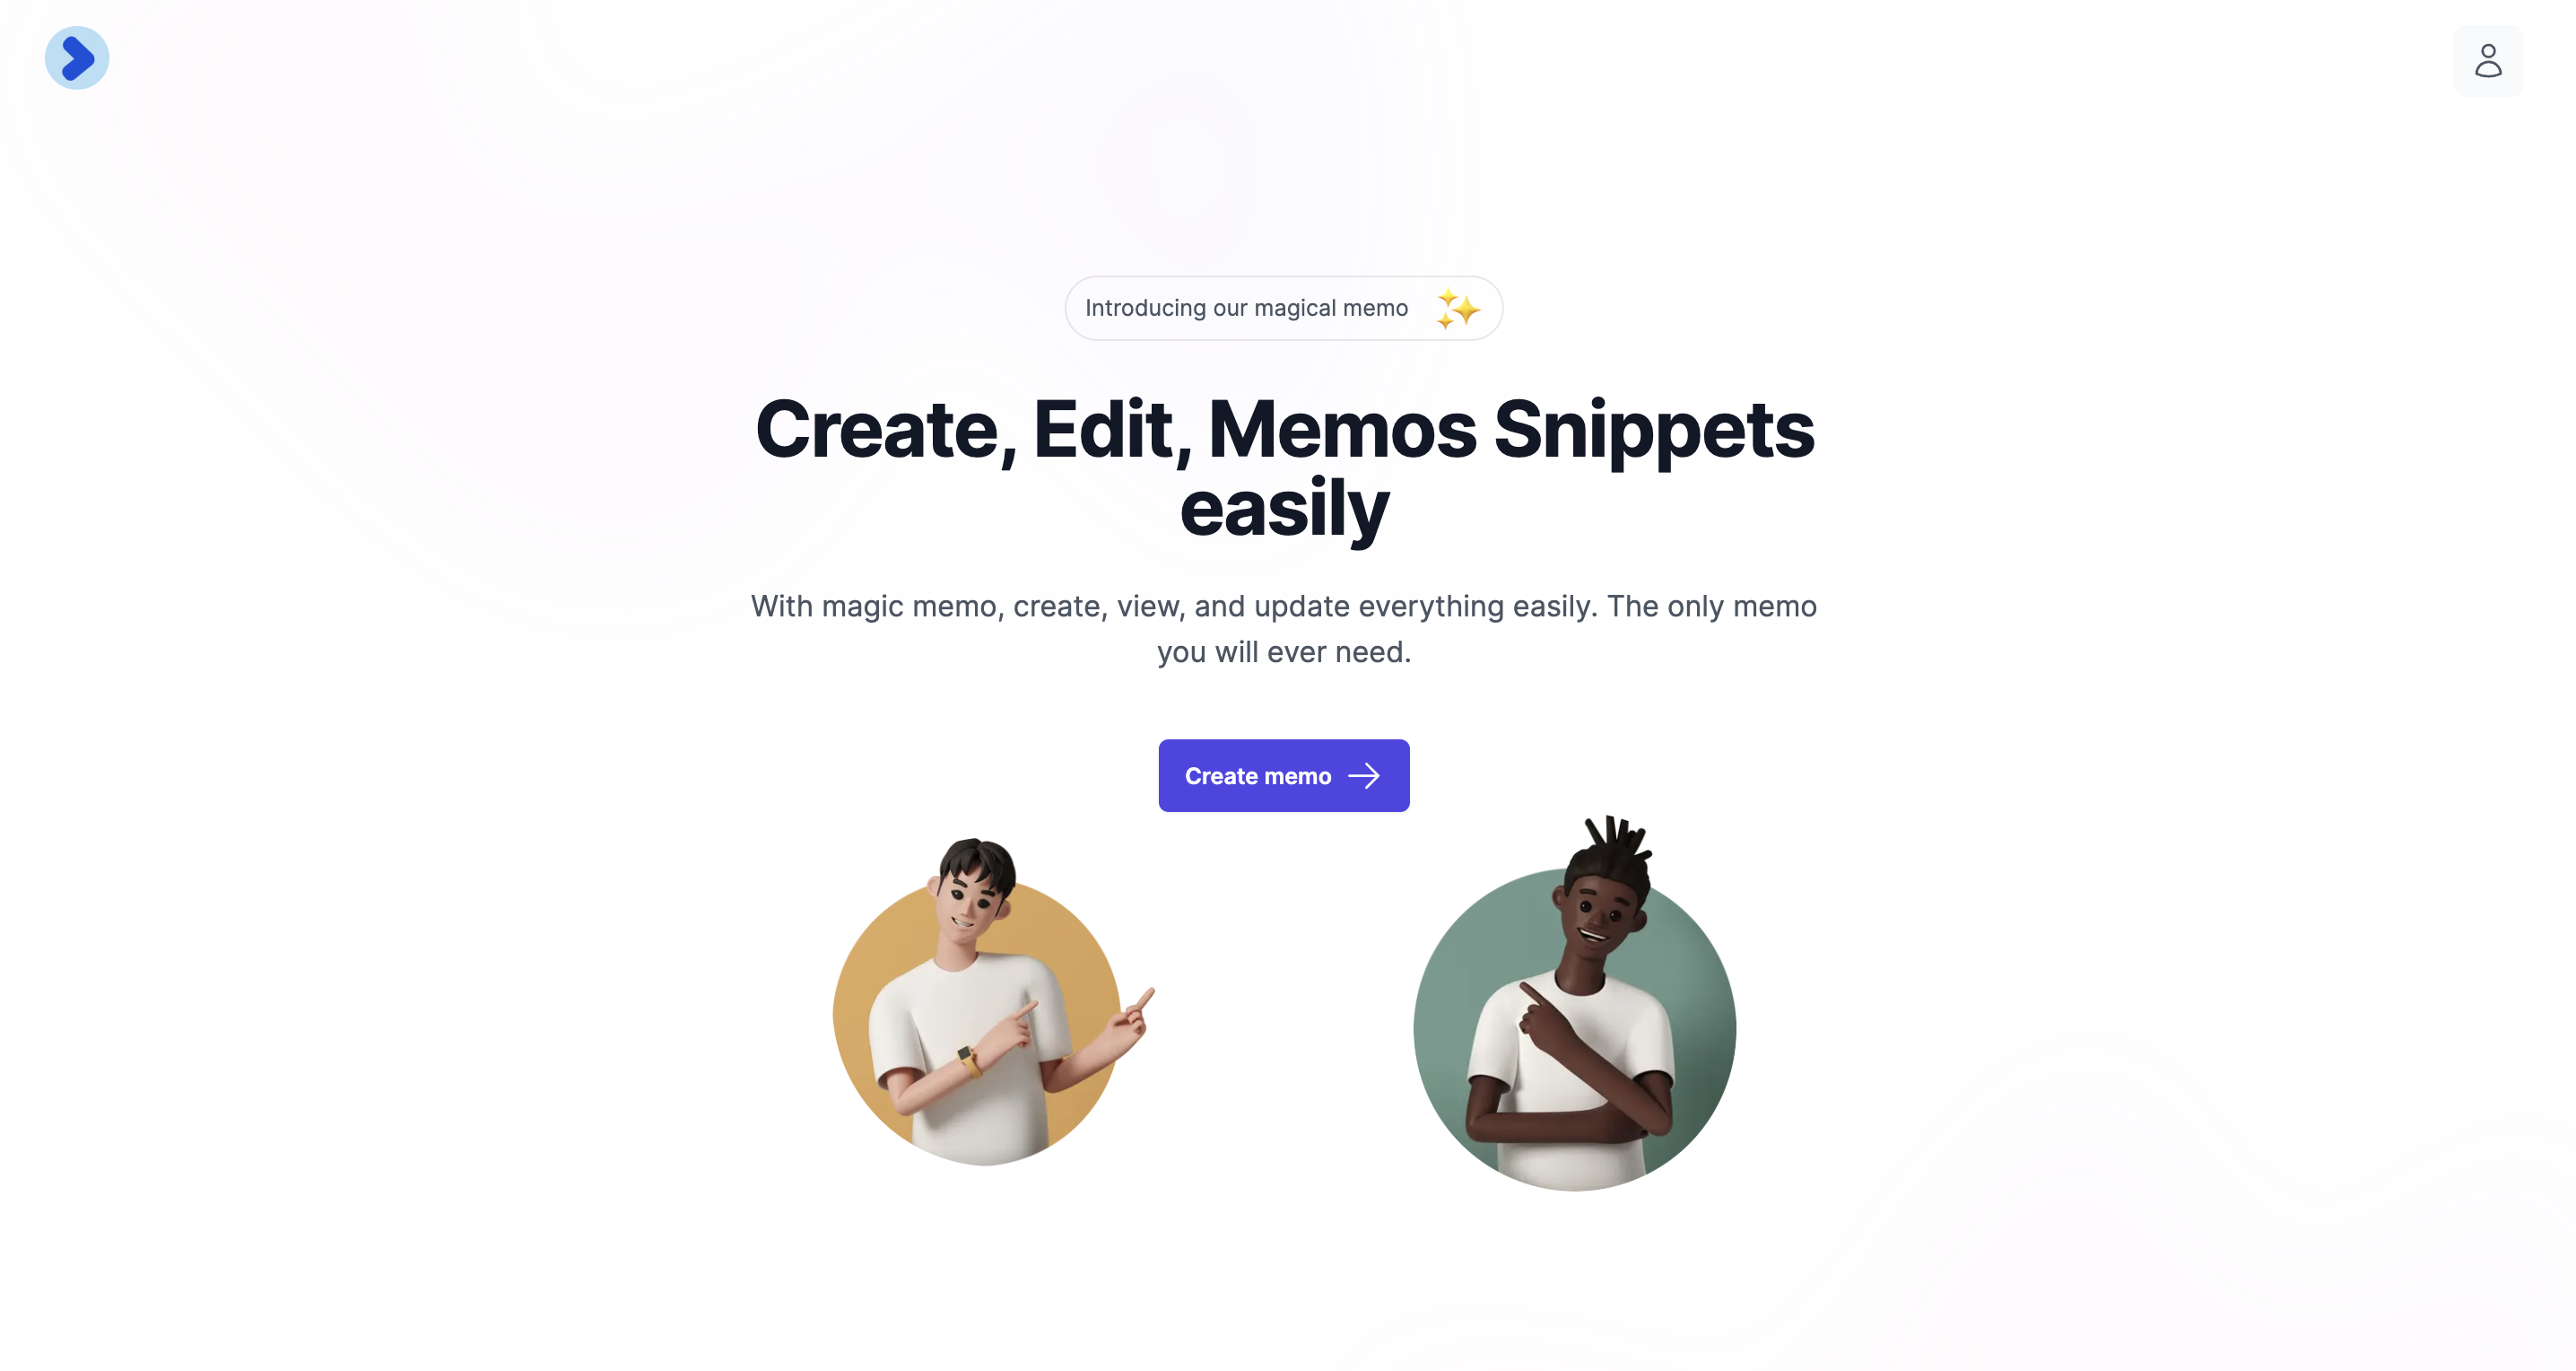 Introducing our magical memo
Create, Edit, Memos Snippets
easily
With magic memo, create, view, and update everything easily. The only memo
you will ever need.
Create memo